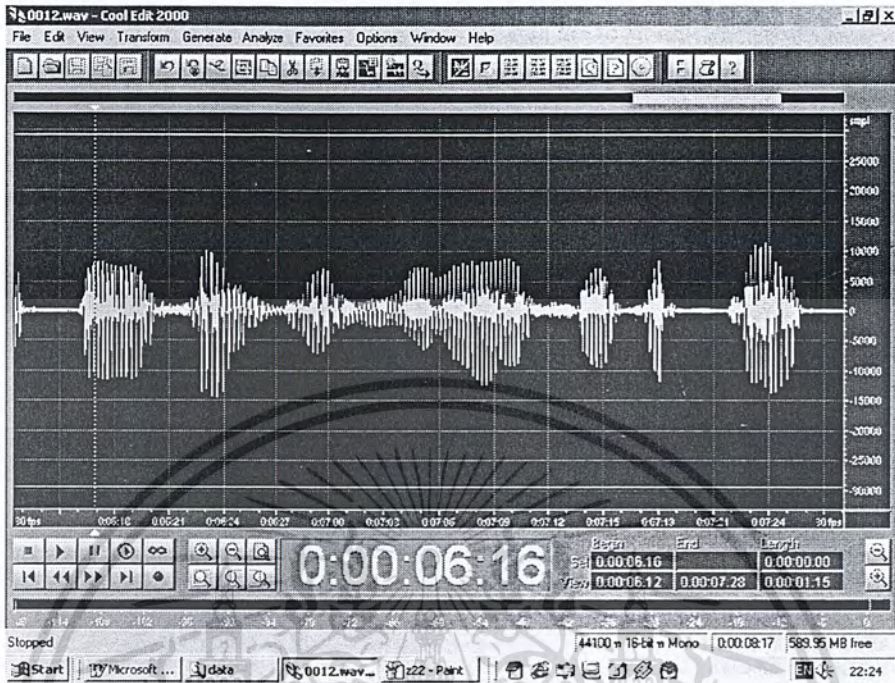 0012.wav - Cool Edit 2000
File Edit View Transform Generate Analyze Favorites Options Window Help
smpl
25000
20000
15000
10000
5000
0
-5000
-10000
-15000
-20000
-25000
-30000
30 fps 0:06:18 0:06:21 0:06:24 0:06:27 0:07:00 0:07:03 0:07:06 0:07:09 0:07:12 0:07:15 0:07:21 0:07:24 30 fps
0:00:06:16
Begin End Length
Sel 0:00:06:16 0:00:00:00
View 0:00:06:12 0:00:07:28 0:00:01:15
Stopped 44100 16-bit Mono 0:00:08:17 589.95 MB free
Start Microsoft ... data 0012.wav... z22 - Paint EN 22:24